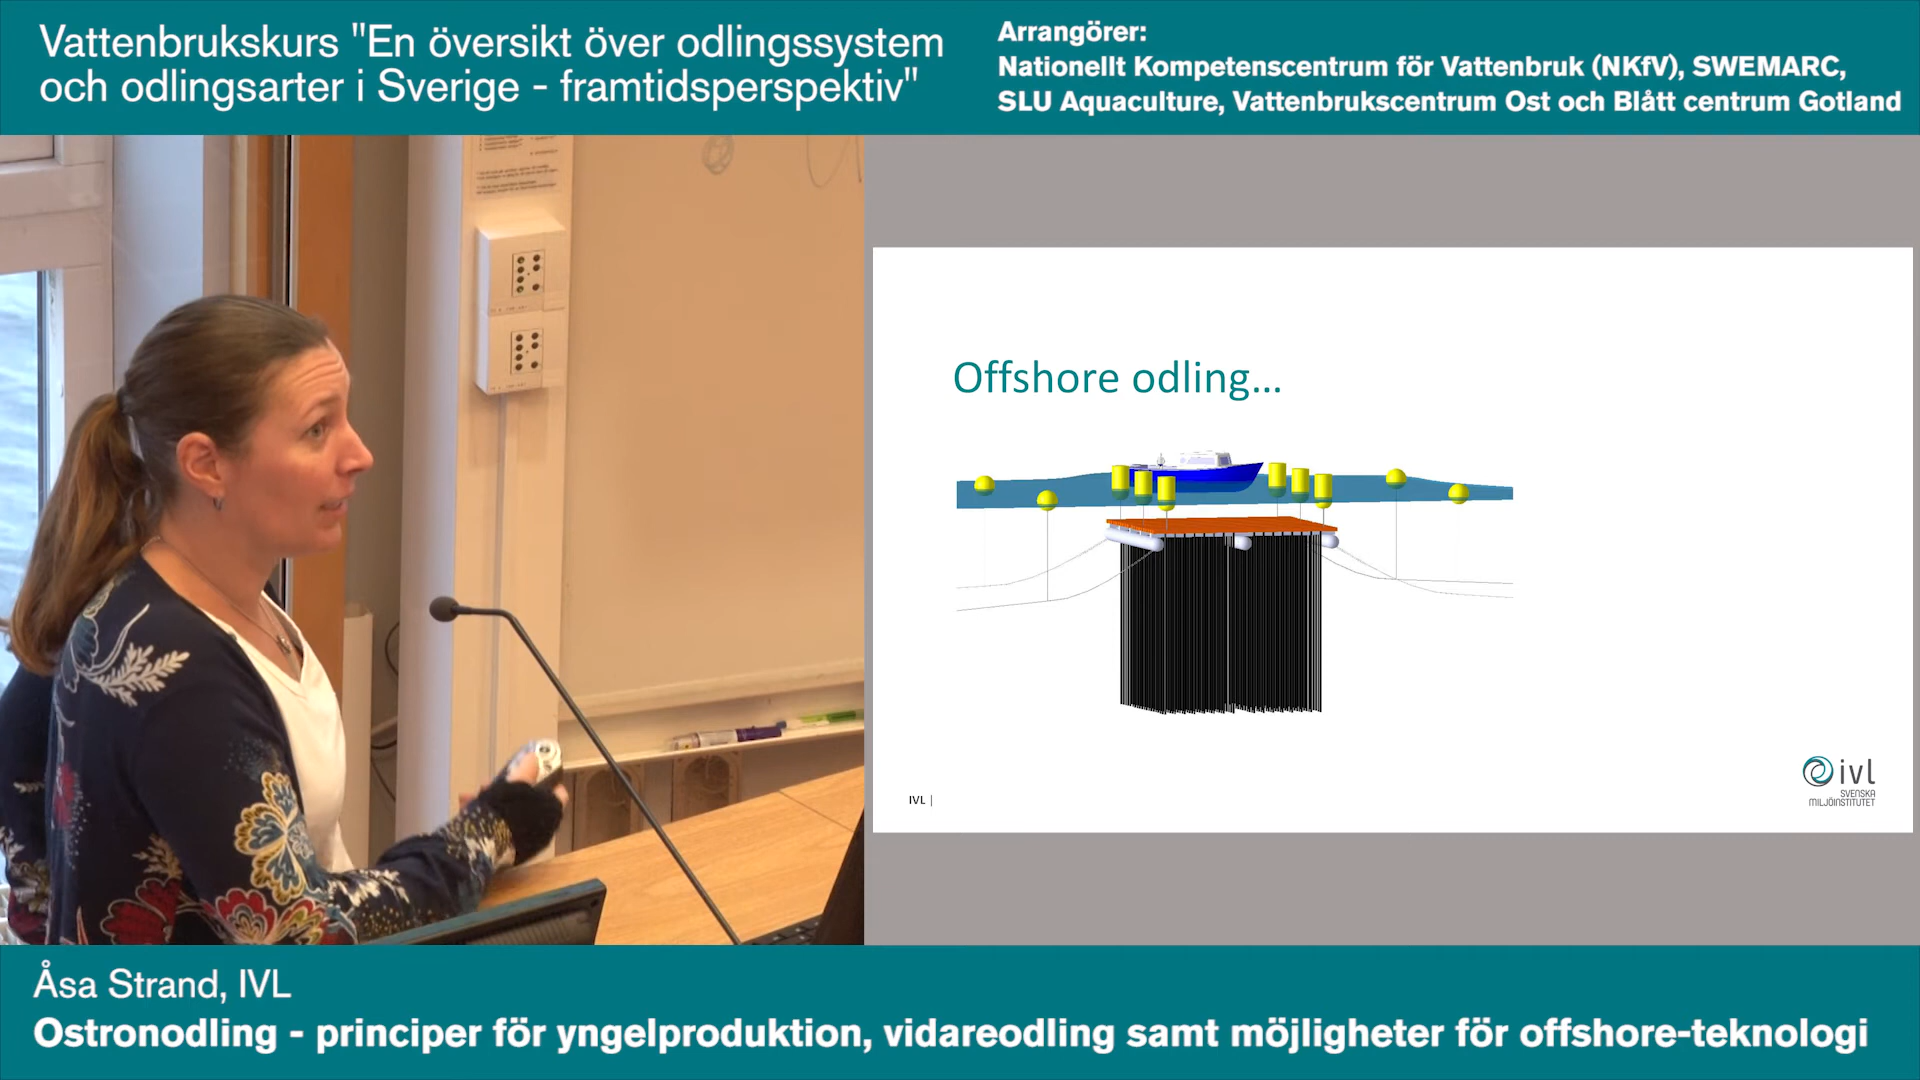 Vattenbrukskurs "En översikt över odlingssystem
och odlingsarter i Sverige - framtidsperspektiv"
Arrangörer:
Nationellt Kompetenscentrum för Vattenbruk (NKfV), SWEMARC,
SLU Aquaculture, Vattenbrukscentrum Ost och Blått centrum Gotland
Offshore odling...
IVL |
ivl
SVENSKA
MILJÖINSTITUTET
Åsa Strand, IVL
Ostronodling - principer för yngelproduktion, vidareodling samt möjligheter för offshore-teknologi